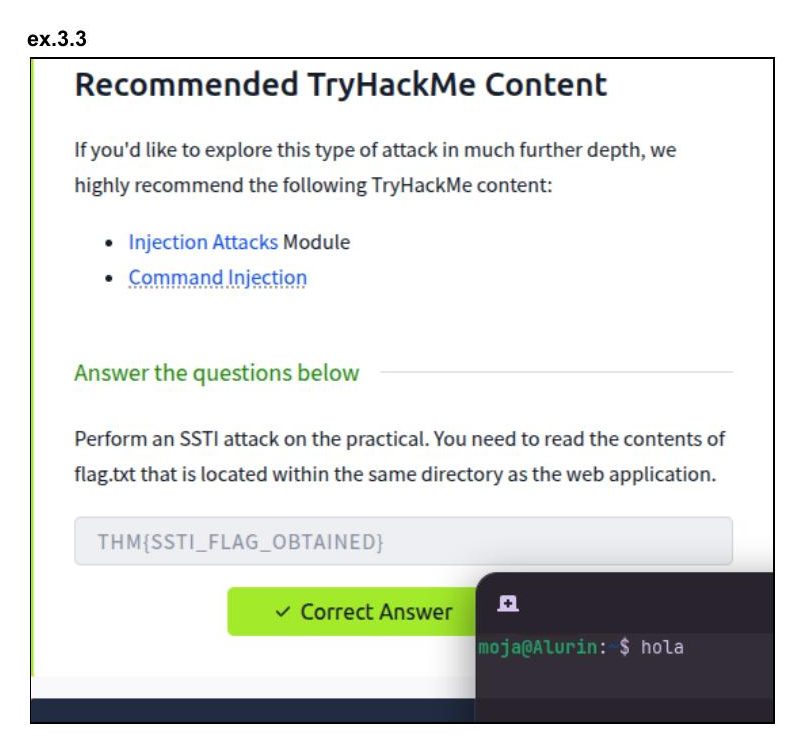 ex.3.3
Recommended TryHackMe Content
If you'd like to explore this type of attack in much further depth, we
highly recommend the following TryHackMe content:
• Injection Attacks Module
• Command Injection
Answer the questions below
Perform an SSTI attack on the practical. You need to read the contents of
flag.txt that is located within the same directory as the web application.
THM{SSTI_FLAG_OBTAINED}
✓ Correct Answer
moja@Alurin:~$ hola